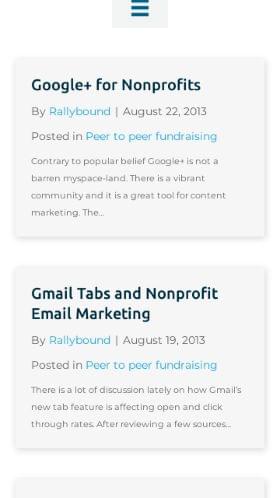 Google+ for Nonprofits
By Rallybound | August 22, 2013
Posted in Peer to peer fundraising
Contrary to popular belief Google+ is not a
barren myspace-land. There is a vibrant
community and it is a great tool for content
marketing. The...
Gmail Tabs and Nonprofit
Email Marketing
By Rallybound | August 19, 2013
Posted in Peer to peer fundraising
There is a lot of discussion lately on how Gmail's
new tab feature is affecting open and click
through rates. After reviewing a few sources...